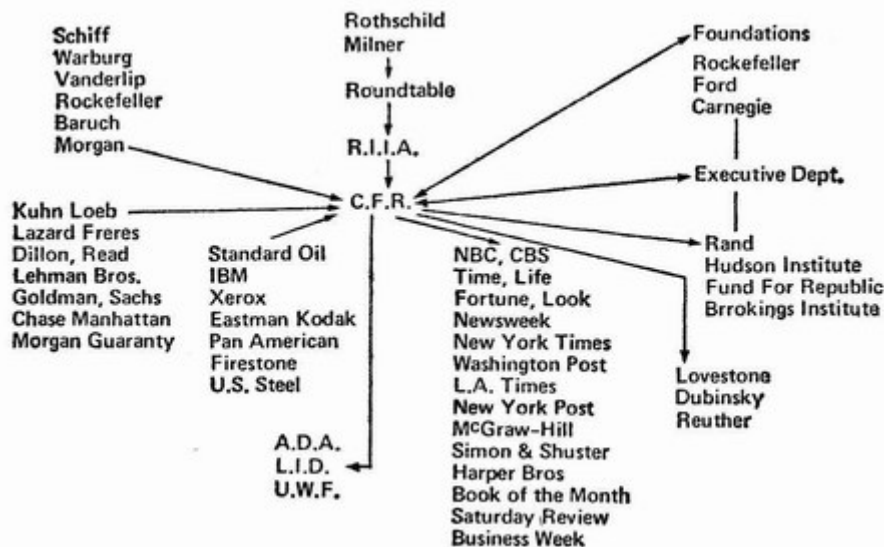 Schiff
Warburg
Vanderlip
Rockefeller
Baruch
Morgan
Rothschild
Milner
Roundtable
R.I.I.A.
C.F.R.
Foundations
Rockefeller
Ford
Carnegie
Executive Dept.
Rand
Hudson Institute
Fund For Republic
Brrokings Institute
Kuhn Loeb
Lazard Freres
Dillon, Read
Lehman Bros.
Goldman, Sachs
Chase Manhattan
Morgan Guaranty
Standard Oil
IBM
Xerox
Eastman Kodak
Pan American
Firestone
U.S. Steel
NBC, CBS
Time, Life
Fortune, Look
Newsweek
New York Times
Washington Post
L.A. Times
New York Post
McGraw-Hill
Simon & Shuster
Harper Bros
Book of the Month
Saturday Review
Business Week
Lovestone
Dubinsky
Reuther
A.D.A.
L.I.D.
U.W.F.